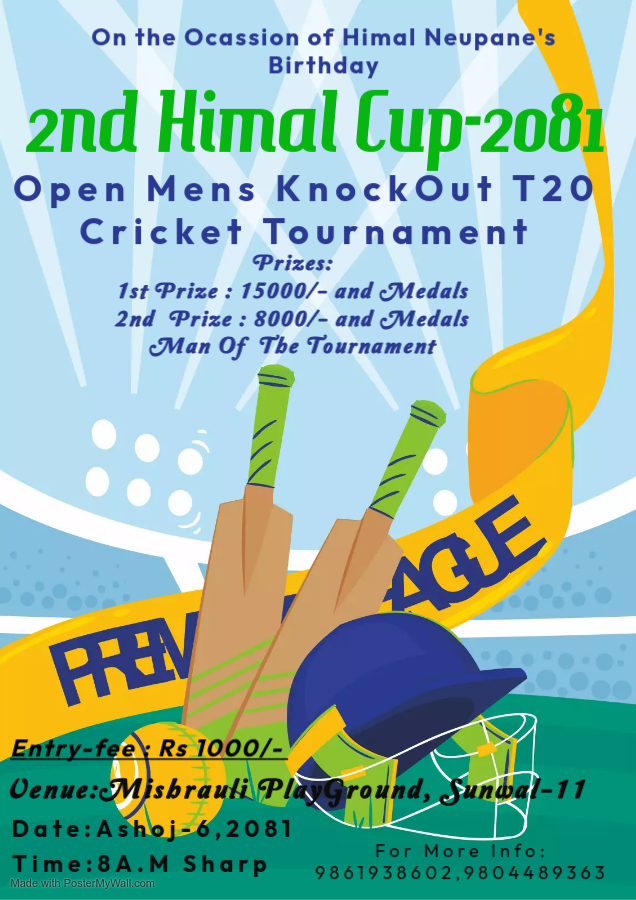 On the Ocassion of Himal Neupane's
Birthday
2nd Himal Cup-2081
Open Mens KnockOut T20
Cricket Tournament
Prizes:
1st Prize : 15000/- and Medals
2nd Prize : 8000/- and Medals
Man Of The Tournament
PREM AGUE
Entry-fee : Rs 1000/-
Venue:Misbrauli PlayGround, Sunwal-11
Date:Ashoj-6,2081
Time:8A.M Sharp
For More Info:
9861938602,9804489363
Made with PosterMyWall.com